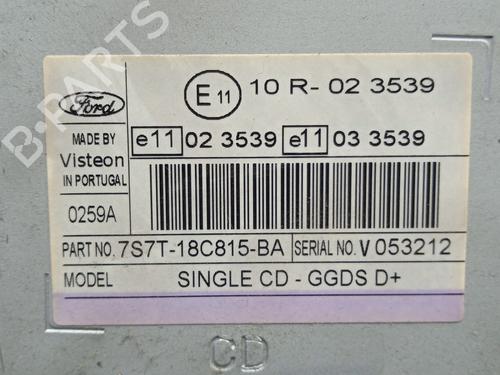 Ford
E 11 10 R- 02 3539
MADE BY
Visteon
IN PORTUGAL
e11 02 3539 e11 03 3539
0259A
PART NO. 7S7T-18C815-BA SERIAL NO. V 053212
MODEL SINGLE CD - GGDS D+
CD
B-PARTS